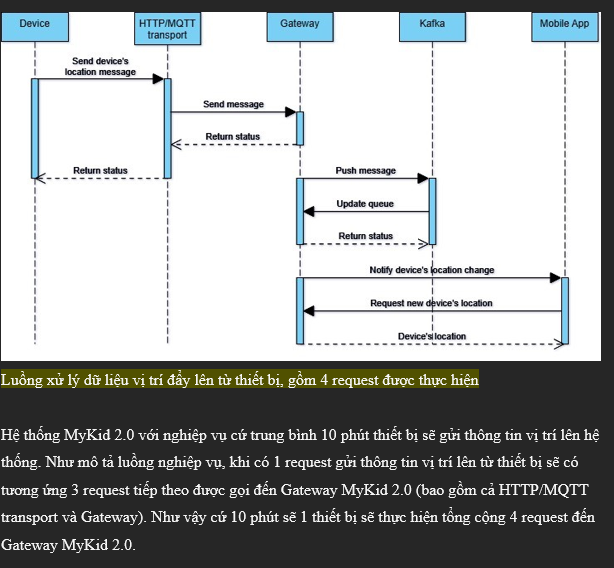 Device
HTTP/MQTT
transport
Gateway
Kafka
Mobile App
Send device's
location message
Send message
Return status
Return status
Push message
Update queue
Return status
Notify device's location change
Request new device's location
Device's location
Luồng xử lý dữ liệu vị trí đẩy lên từ thiết bị, gồm 4 request được thực hiện
Hệ thống MyKid 2.0 với nghiệp vụ cứ trung bình 10 phút thiết bị sẽ gửi thông tin vị trí lên hệ
thống. Như mô tả luồng nghiệp vụ, khi có 1 request gửi thông tin vị trí lên từ thiết bị sẽ có
tương ứng 3 request tiếp theo được gọi đến Gateway MyKid 2.0 (bao gồm cả HTTP/MQTT
transport và Gateway). Như vậy cứ 10 phút sẽ 1 thiết bị sẽ thực hiện tổng cộng 4 request đến
Gateway MyKid 2.0.